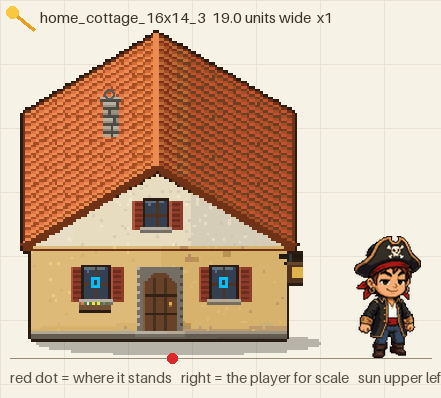 home_cottage_16x14_3  19.0 units wide  x1
red dot = where it stands  right = the player for scale  sun upper lef